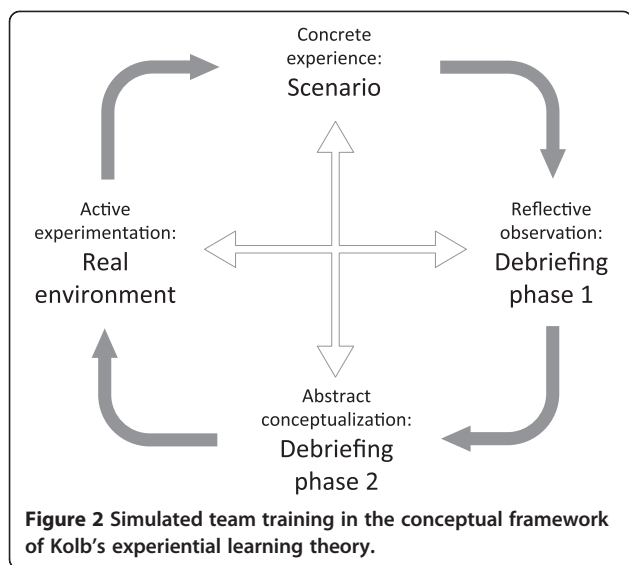 Concrete
experience:
Scenario
Active
experimentation:
Real
environment
Reflective
observation:
Debriefing
phase 1
Abstract
conceptualization:
Debriefing
phase 2
Figure 2 Simulated team training in the conceptual framework
of Kolb's experiential learning theory.